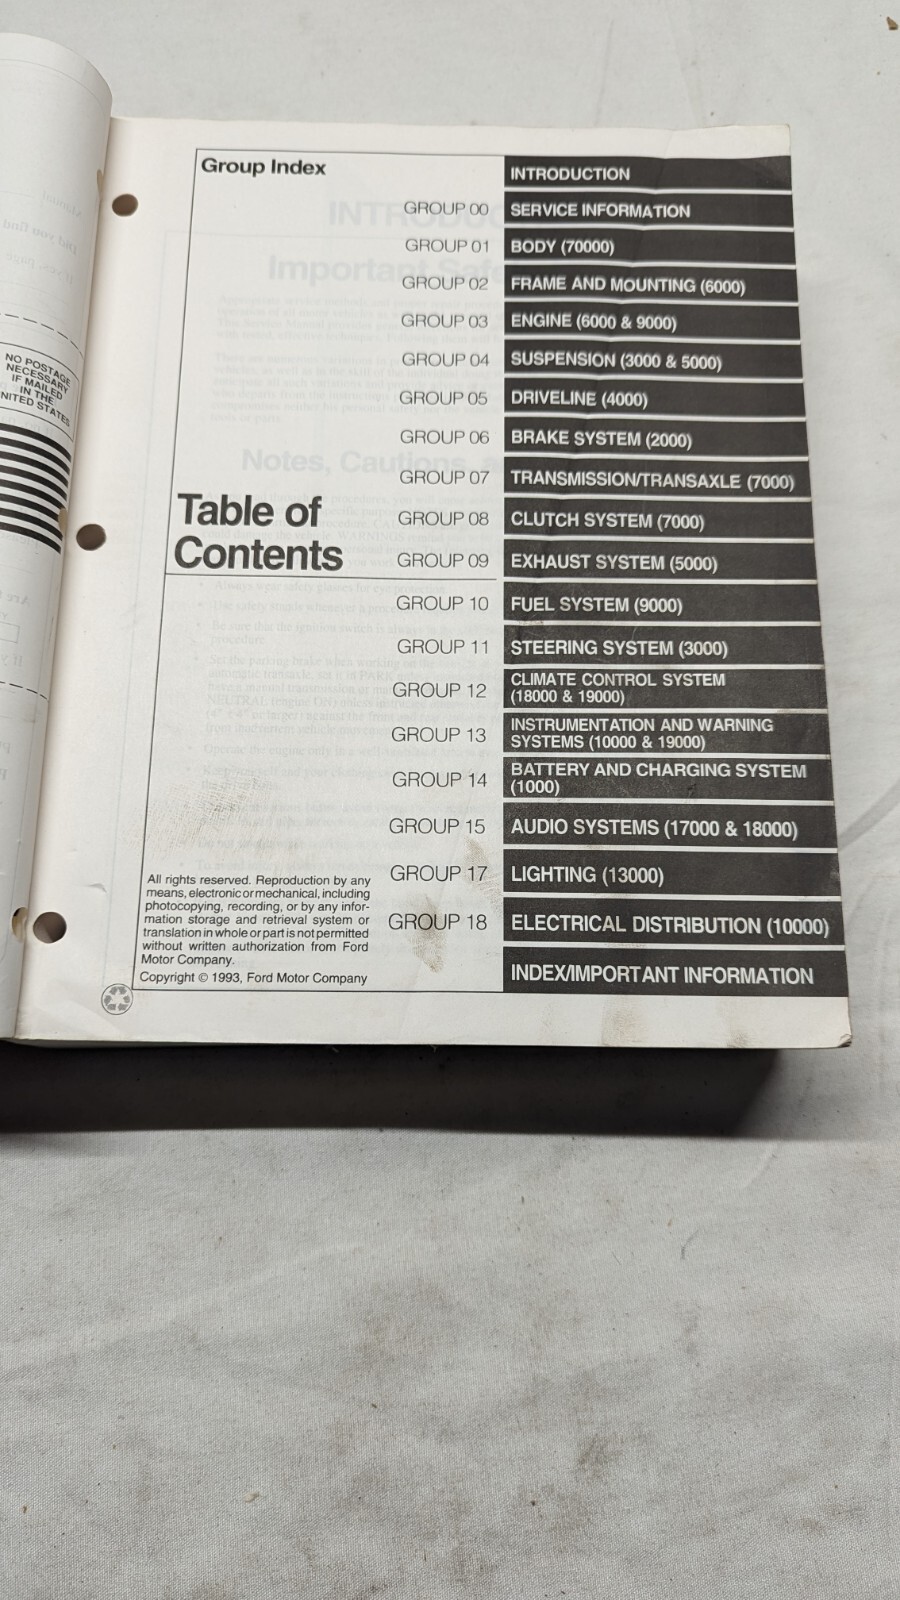 NO POSTAGE
NECESSARY
IF MAILED
IN THE
UNITED STATES
Group Index
INTRODUCTION
GROUP 00 SERVICE INFORMATION
GROUP 01 BODY (70000)
GROUP 02 FRAME AND MOUNTING (6000)
GROUP 03 ENGINE (6000 & 9000)
GROUP 04 SUSPENSION (3000 & 5000)
GROUP 05 DRIVELINE (4000)
GROUP 06 BRAKE SYSTEM (2000)
GROUP 07 TRANSMISSION/TRANSAXLE (7000)
Table of
Contents
GROUP 08 CLUTCH SYSTEM (7000)
GROUP 09 EXHAUST SYSTEM (5000)
GROUP 10 FUEL SYSTEM (9000)
GROUP 11 STEERING SYSTEM (3000)
GROUP 12 CLIMATE CONTROL SYSTEM
(18000 & 19000)
GROUP 13 INSTRUMENTATION AND WARNING
SYSTEMS (10000 & 19000)
GROUP 14 BATTERY AND CHARGING SYSTEM
(1000)
GROUP 15 AUDIO SYSTEMS (17000 & 18000)
GROUP 17 LIGHTING (13000)
GROUP 18 ELECTRICAL DISTRIBUTION (10000)
INDEX/IMPORTANT INFORMATION
All rights reserved. Reproduction by any
means, electronic or mechanical, including
photocopying, recording, or by any infor-
mation storage and retrieval system or
translation in whole or part is not permitted
without written authorization from Ford
Motor Company.
Copyright © 1993, Ford Motor Company